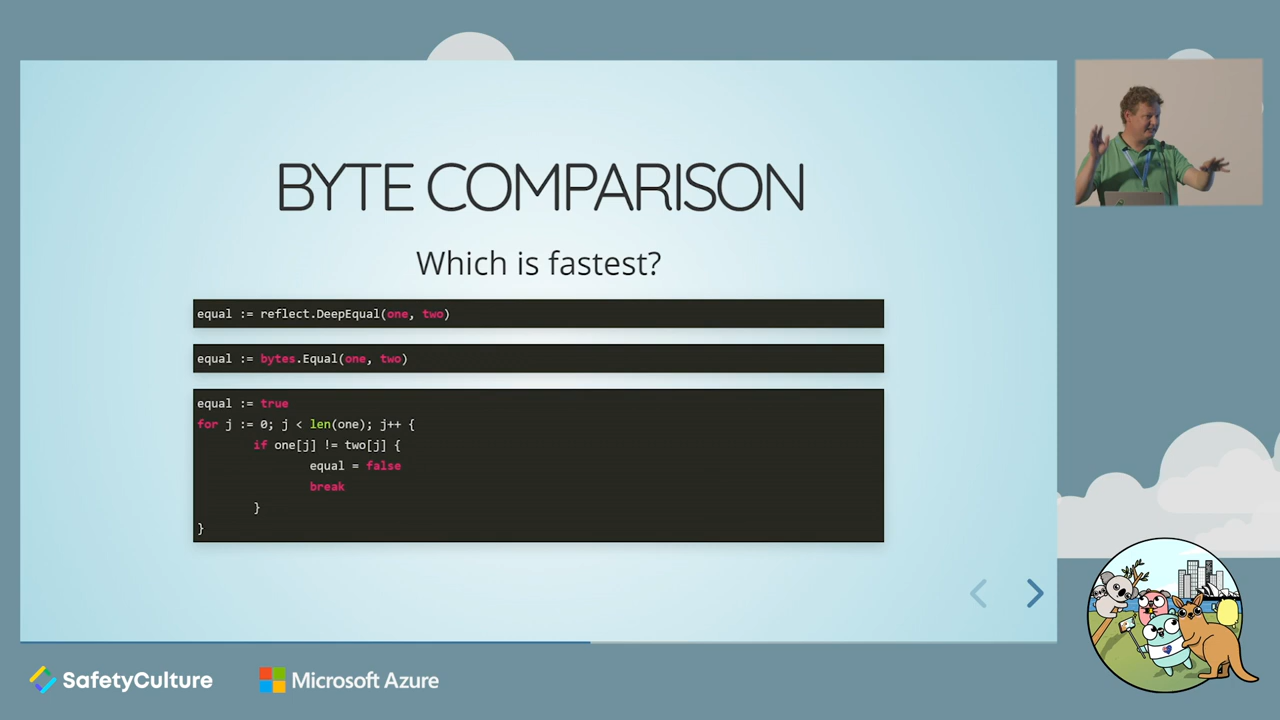 BYTE COMPARISON
Which is fastest?
equal := reflect.DeepEqual(one, two)
equal := bytes.Equal(one, two)
equal := true
for j := 0; j < len(one); j++ {
        if one[j] != two[j] {
                equal = false
                break
        }
}
SafetyCulture
Microsoft Azure